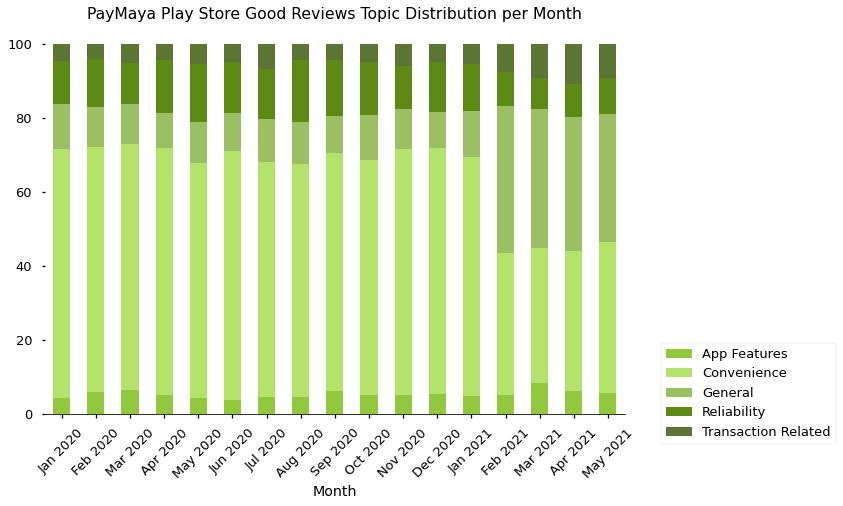 PayMaya Play Store Good Reviews Topic Distribution per Month
100
80
60
40
20
0
Jan 2020
Feb 2020
Mar 2020
Apr 2020
May 2020
Jun 2020
Jul 2020
Aug 2020
Sep 2020
Oct 2020
Nov 2020
Dec 2020
Jan 2021
Feb 2021
Mar 2021
Apr 2021
May 2021
Month
App Features
Convenience
General
Reliability
Transaction Related